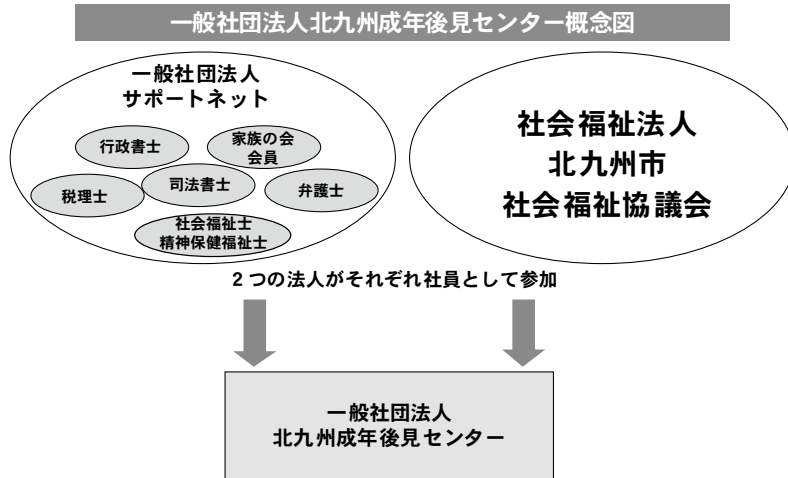 一般社団法人北九州成年後見センター概念図
一般社団法人
サポートネット
行政書士
家族の会
会員
税理士
司法書士
弁護士
社会福祉士
精神保健福祉士
社会福祉法人
北九州市
社会福祉協議会
2つの法人がそれぞれ社員として参加
一般社団法人
北九州成年後見センター